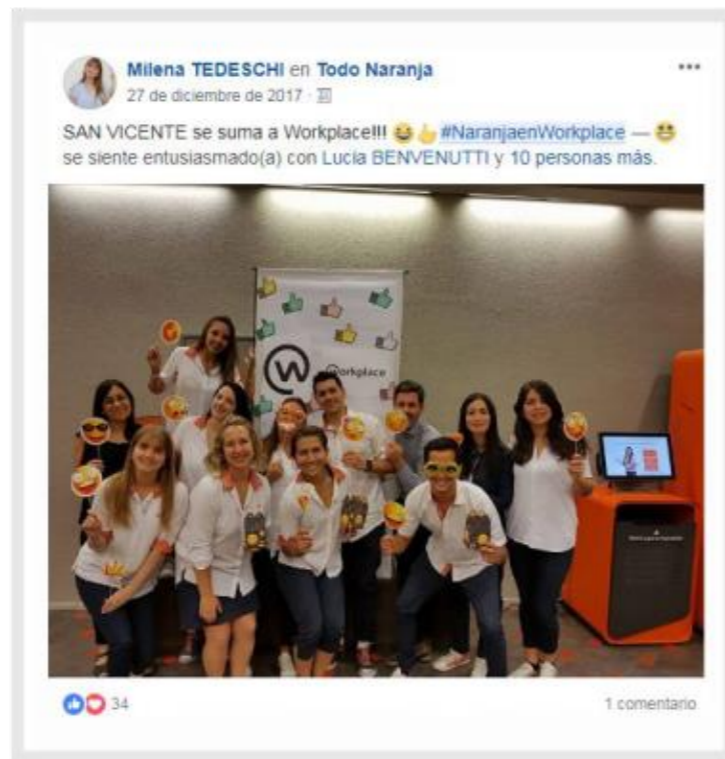 Milena TEDESCHI en Todo Naranja
27 de diciembre de 2017 ·
SAN VICENTE se suma a Workplace!!! 😂👍 #NaranjaenWorkplace — 😃
se siente entusiasmado(a) con Lucía BENVENUTTI y 10 personas más.
Workplace
34
1 comentario